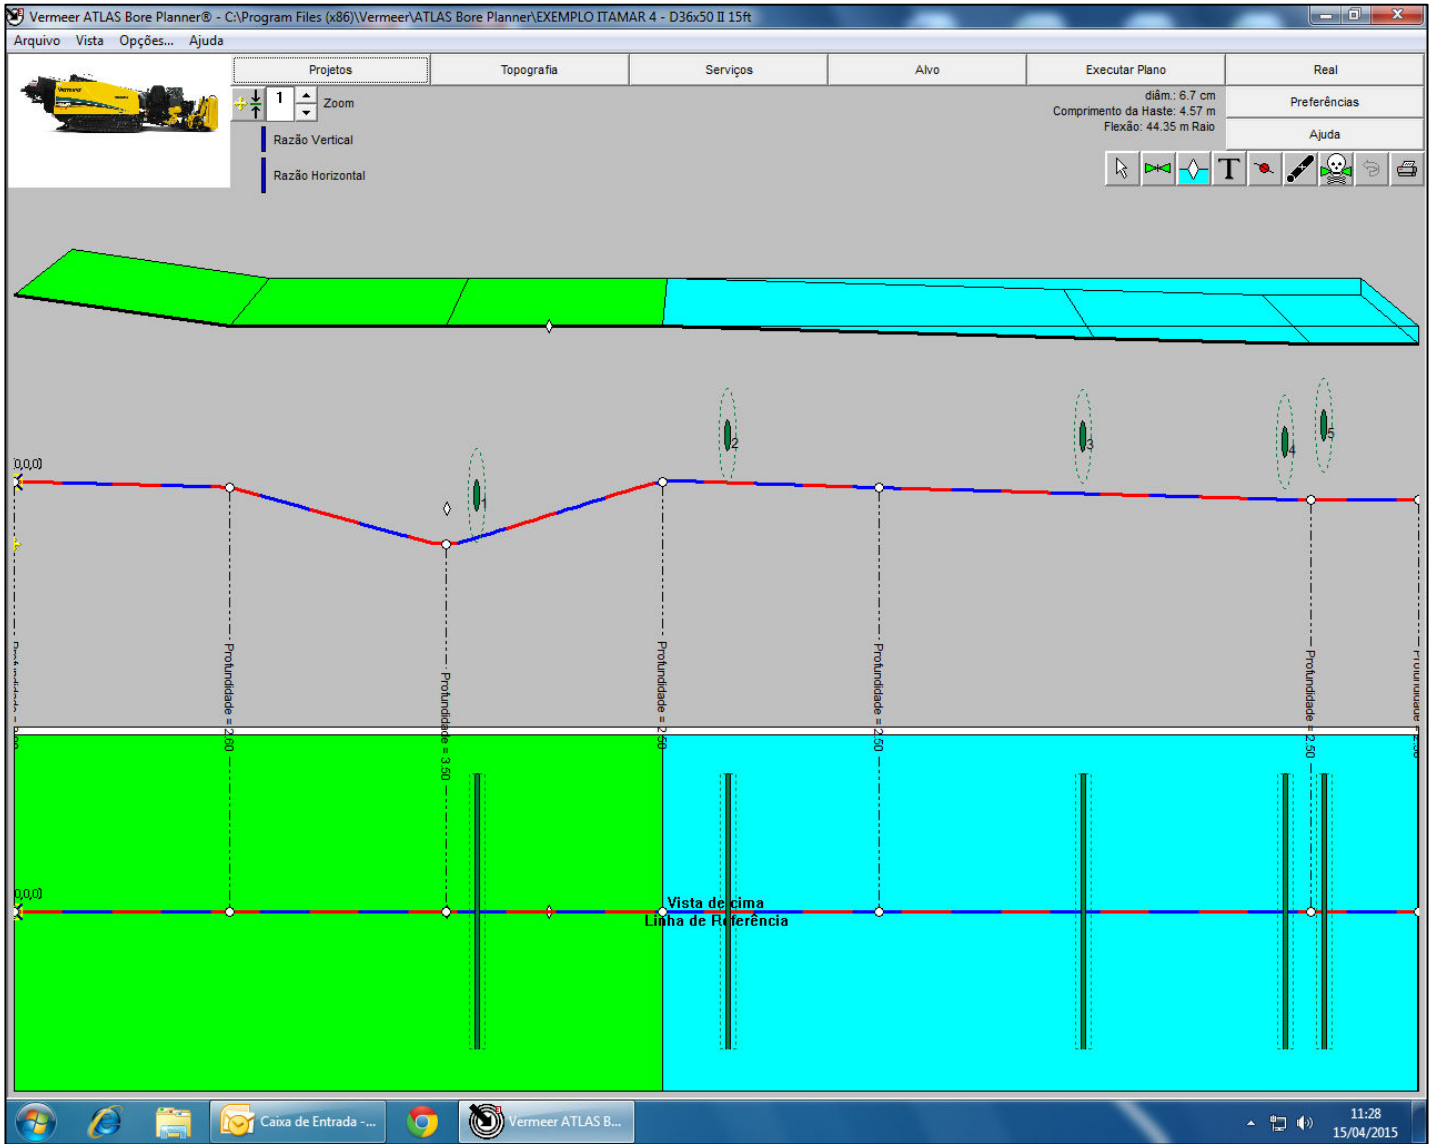 Vermeer ATLAS Bore Planner® - C:\Program Files (x86)\Vermeer\ATLAS Bore Planner\EXEMPLO ITAMAR 4 - D36x50 II 15ft
Arquivo Vista Opções... Ajuda
Projetos Topografia Serviços Alvo Executar Plano Real
1 Zoom
diâm.: 6.7 cm
Comprimento da Haste: 4.57 m
Flexão: 44.35 m Raio
Preferências
Ajuda
Razão Vertical
Razão Horizontal
T
2
3
4
5
1
0,0,0)
Profundidade = 2.60
Profundidade = 3.50
Profundidade = 2.50
Profundidade = 2.50
Profundidade = 2.50
0,0,0)
Vista de cima
Linha de Referência
Caixa de Entrada -...
Vermeer ATLAS B...
11:28
15/04/2015